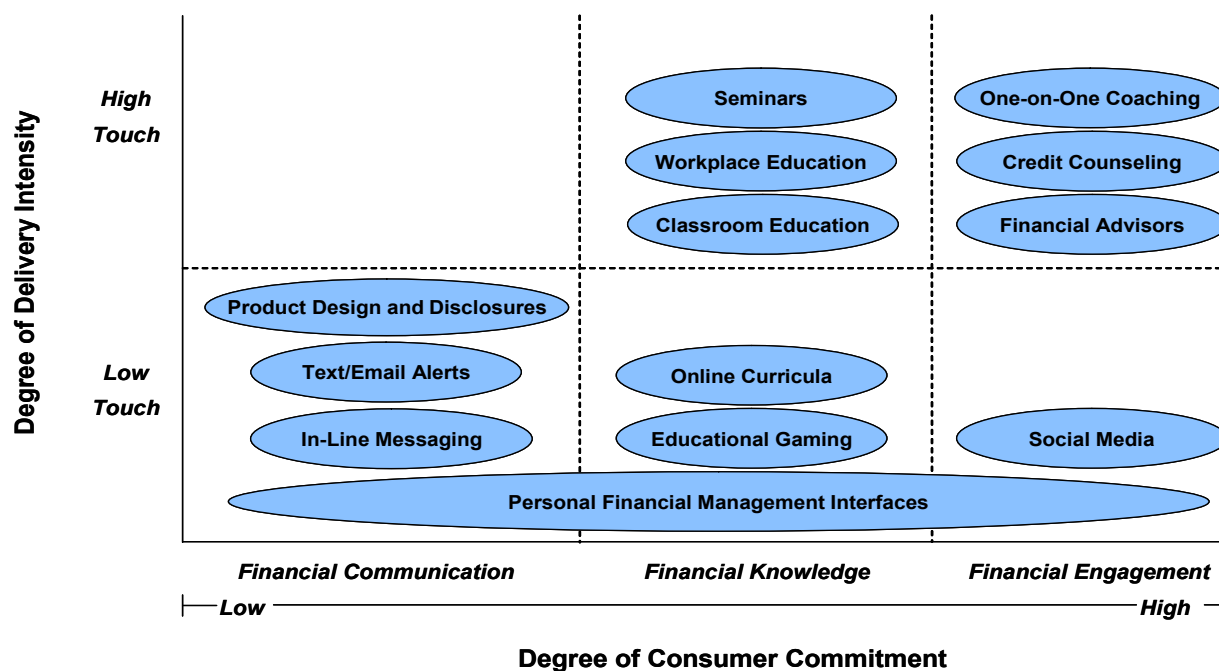 Degree of Delivery Intensity
High
Touch
Seminars
One-on-One Coaching
Workplace Education
Credit Counseling
Classroom Education
Financial Advisors
Product Design and Disclosures
Low
Touch
Text/Email Alerts
Online Curricula
In-Line Messaging
Educational Gaming
Social Media
Personal Financial Management Interfaces
Financial Communication
Financial Knowledge
Financial Engagement
Low
High
Degree of Consumer Commitment